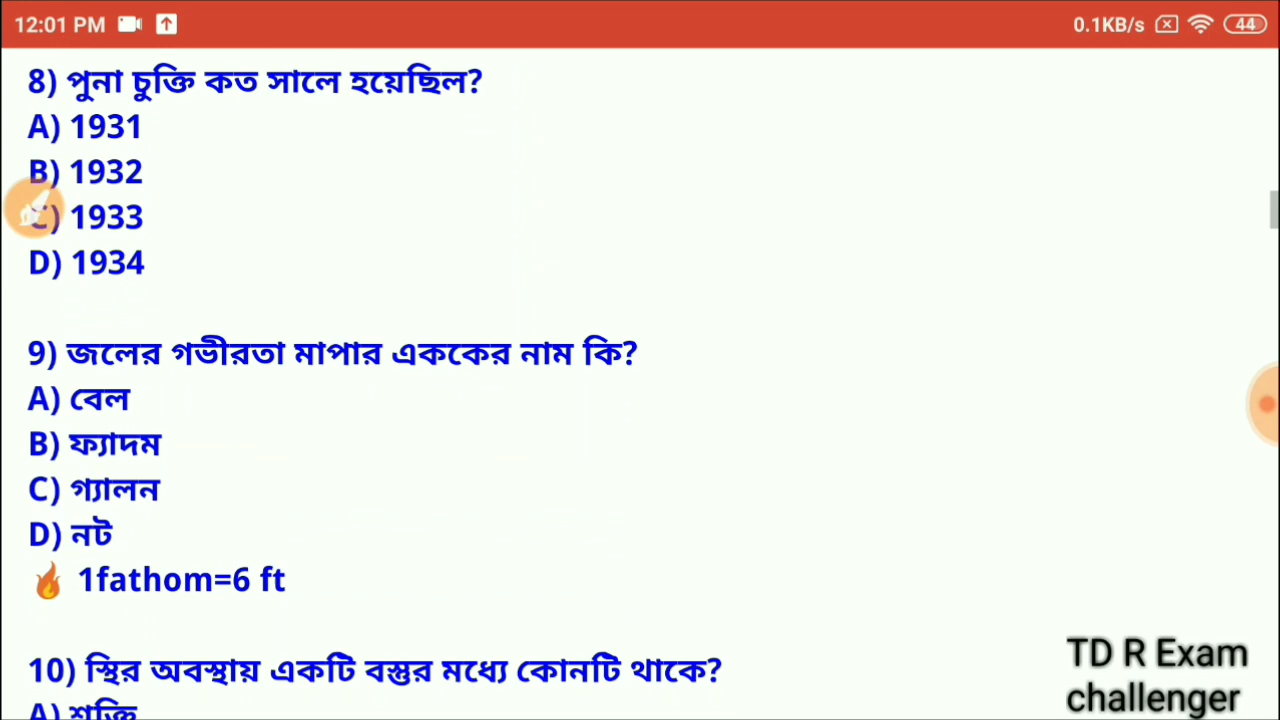 12:01 PM
0.1KB/s
44
8) পুনা চুক্তি কত সালে হয়েছিল?
A) 1931
B) 1932
C) 1933
D) 1934
9) জলের গভীরতা মাপার এককের নাম কি?
A) বেল
B) ফ্যাদম
C) গ্যালন
D) নট
🔥 1fathom=6 ft
10) স্থির অবস্থায় একটি বস্তুর মধ্যে কোনটি থাকে?
A) শক্তি
TD R Exam
challenger